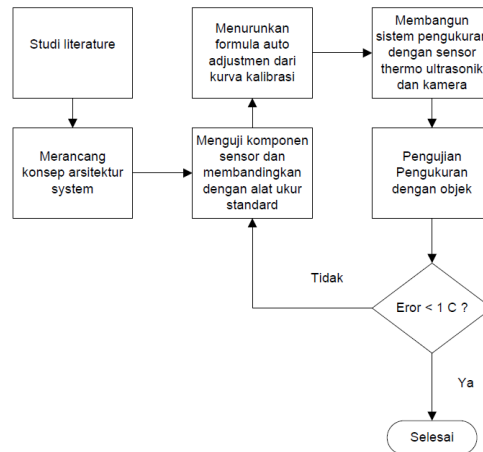 Studi literature
Merancang
konsep arsitektur
system
Menguji komponen
sensor dan
membandingkan
dengan alat ukur
standard
Menurunkan
formula auto
adjustmen dari
kurva kalibrasi
Membangun
sistem pengukuran
dengan sensor
thermo ultrasonik
dan kamera
Pengujian
Pengukuran
dengan objek
Eror < 1 C ?
Tidak
Ya
Selesai